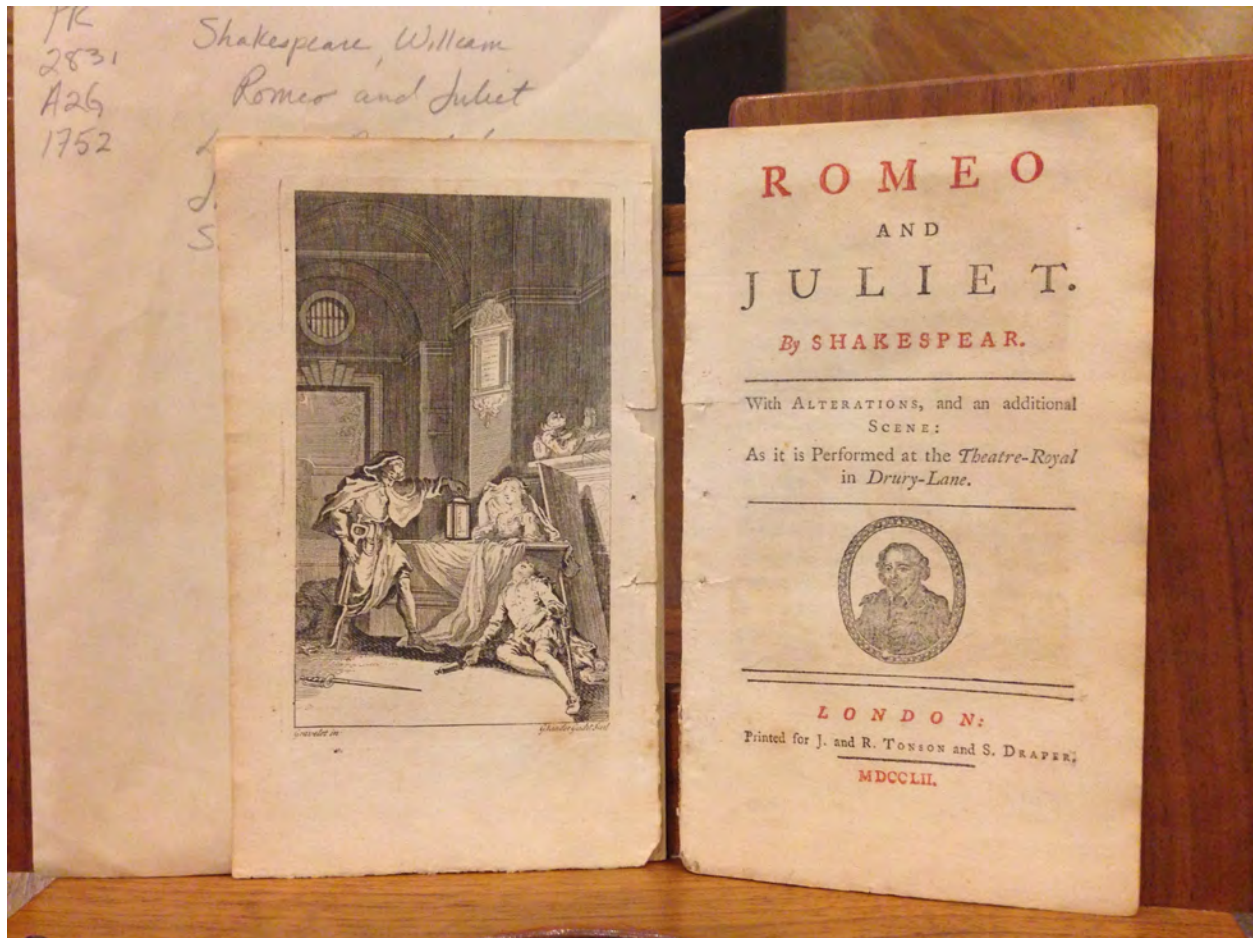 PR
2831
A2G
1752
Shakespeare, William
Romeo and Juliet
Gravelot in
ROMEO
AND
JULIET.
By SHAKESPEAR.
With ALTERATIONS, and an additional
SCENE:
As it is Performed at the Theatre-Royal
in Drury-Lane.
LONDON:
Printed for J. and R. TONSON and S. DRAPER.
MDCCLII.